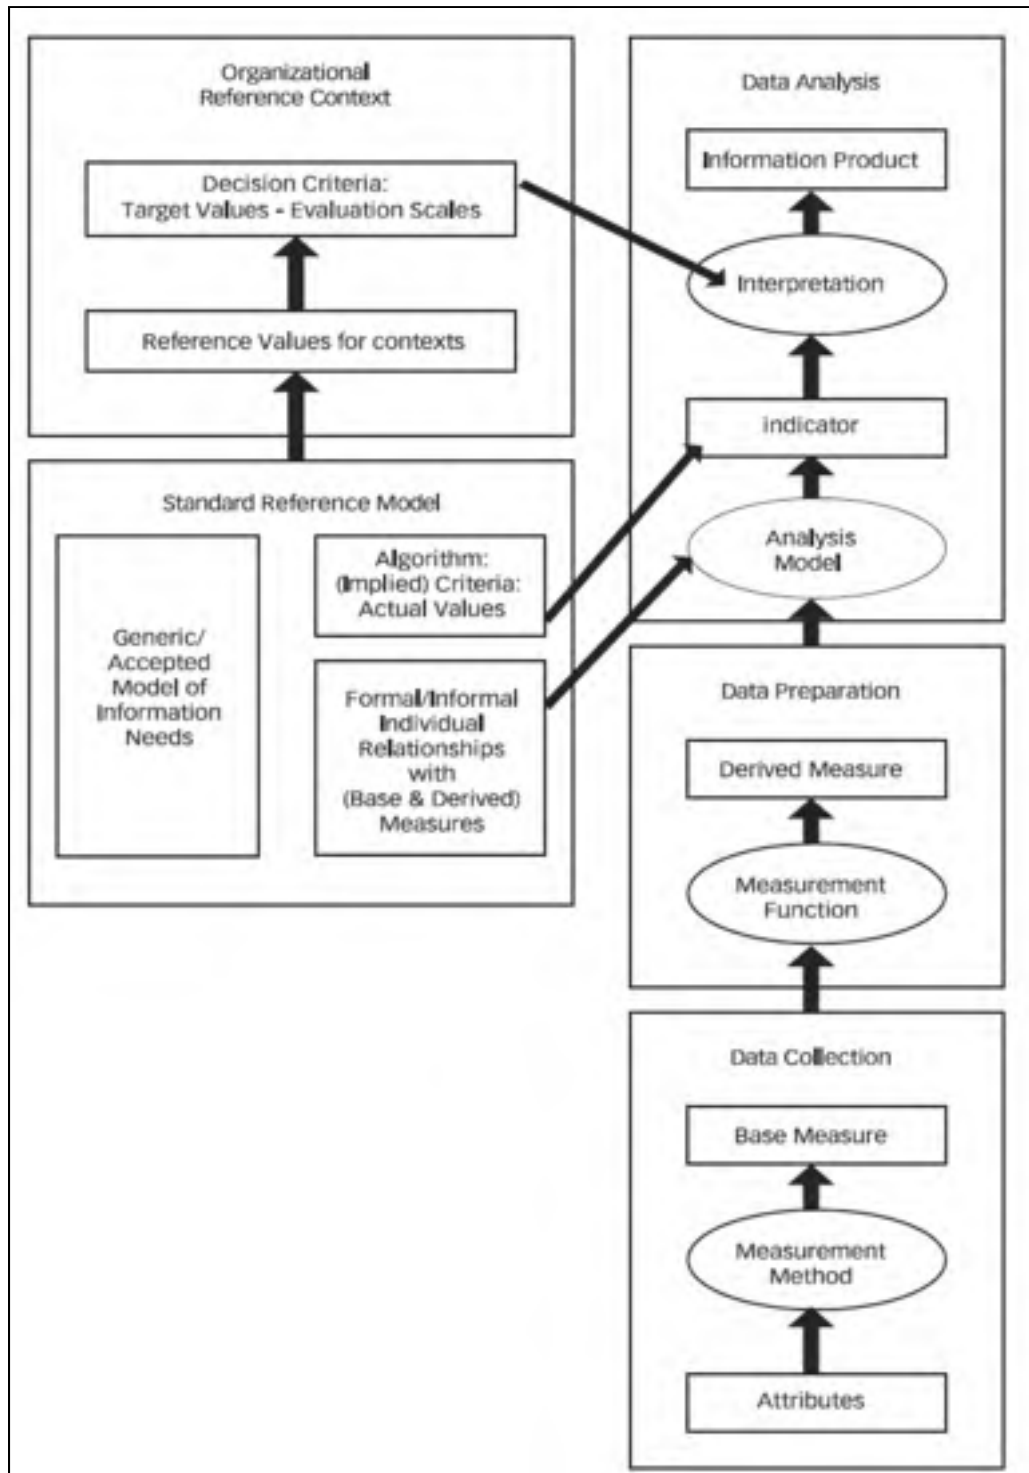 Organizational
Reference Context
Decision Criteria:
Target Values - Evaluation Scales
Reference Values for contexts
Standard Reference Model
Generic/
Accepted
Model of
Information
Needs
Algorithm:
(Implied) Criteria:
Actual Values
Formal/Informal
Individual
Relationships
with
(Base & Derived)
Measures
Data Analysis
Information Product
Interpretation
indicator
Analysis
Model
Data Preparation
Derived Measure
Measurement
Function
Data Collection
Base Measure
Measurement
Method
Attributes